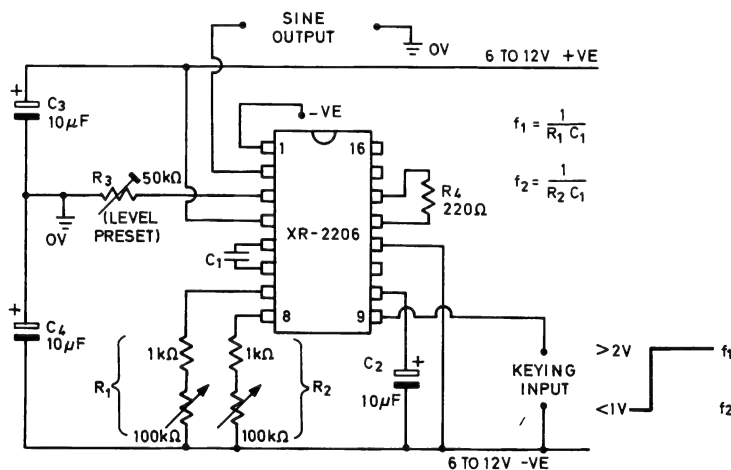 SINE
OUTPUT
0V
6 TO 12V +VE
+
C3
10µF
-VE
1
16
f1 = 1 / R1 C1
f2 = 1 / R2 C1
R3
50kΩ
(LEVEL
PRESET)
0V
R4
220Ω
XR-2206
C1
8
9
+
C4
10µF
R1
1kΩ
1kΩ
R2
100kΩ
100kΩ
C2
+
10µF
KEYING
INPUT
>2V
f1
<1V
f2
6 TO 12V -VE